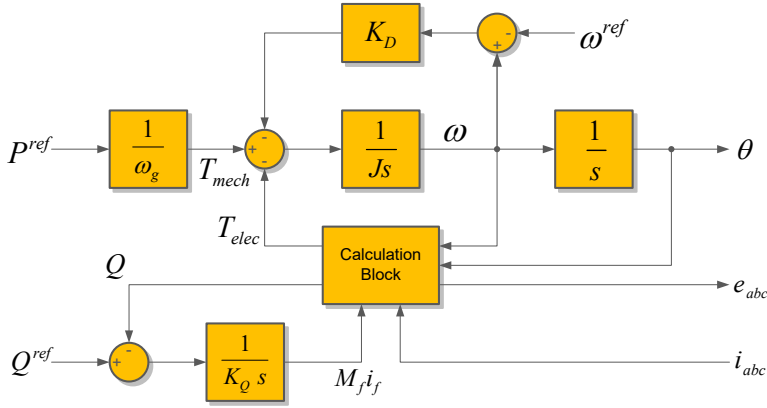 K_D
- +
ω^ref
P^ref
1/ω_g
T_mech
+ - -
1/Js
ω
1/s
θ
T_elec
Calculation
Block
Q
e_abc
Q^ref
+ -
1/K_Q s
M_f i_f
i_abc